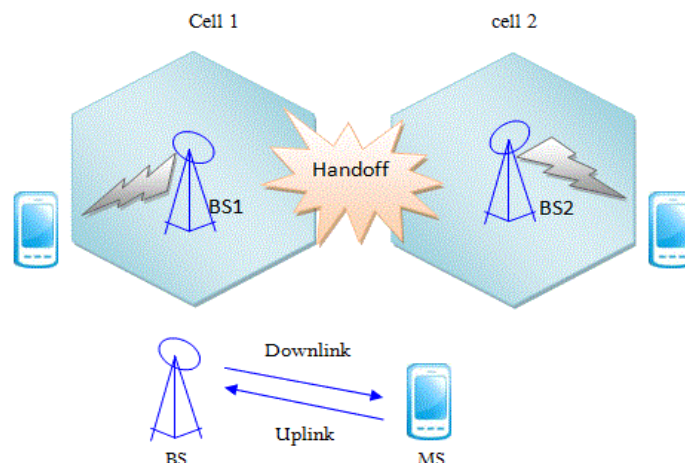 Cell 1
cell 2
Handoff
BS1
BS2
Downlink
Uplink
BS
MS